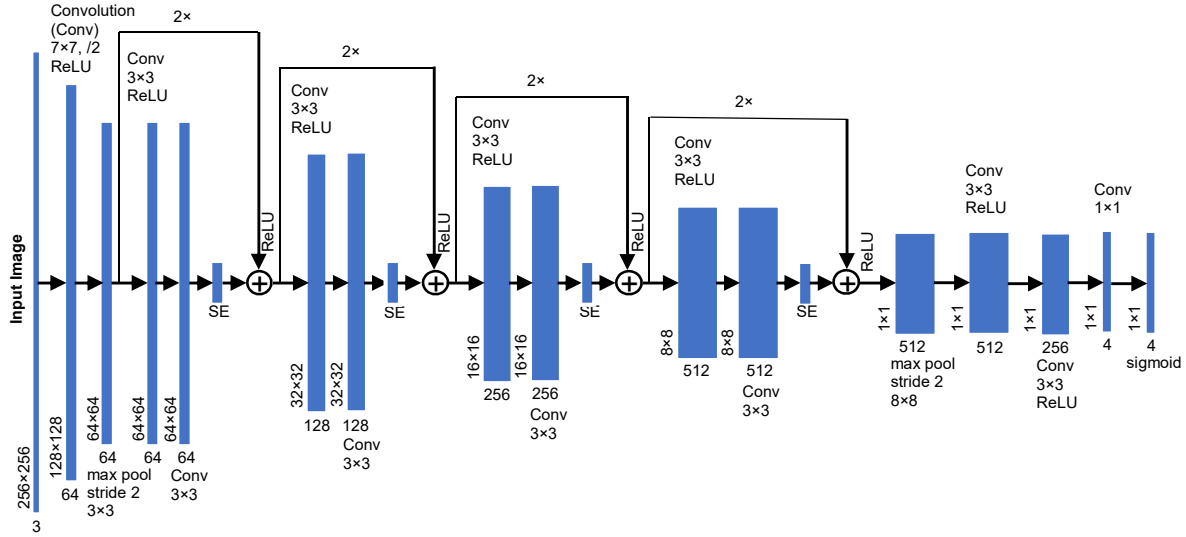 Convolution
(Conv)
7×7, /2
ReLU
2×
Conv
3×3
ReLU
2×
Conv
3×3
ReLU
2×
Conv
3×3
ReLU
2×
Conv
3×3
ReLU
Conv
3×3
ReLU
Conv
1×1
Input Image
ReLU
ReLU
ReLU
ReLU
SE
SE
SE
SE
256×256
3
128×128
64
64×64
64
max pool
stride 2
3×3
64×64
64
64×64
64
Conv
3×3
32×32
128
32×32
128
Conv
3×3
16×16
256
16×16
256
Conv
3×3
8×8
512
8×8
512
Conv
3×3
1×1
512
max pool
stride 2
8×8
1×1
512
1×1
256
Conv
3×3
ReLU
1×1
4
1×1
4
sigmoid